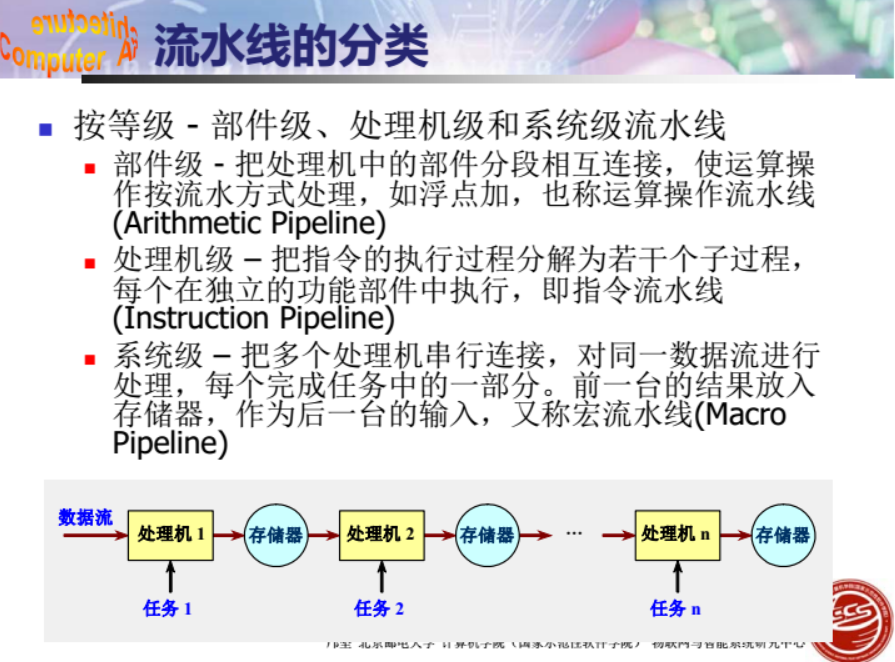 Computer Architecture
流水线的分类
按等级 - 部件级、处理机级和系统级流水线
部件级 - 把处理机中的部件分段相互连接，使运算操
作按流水方式处理，如浮点加，也称运算操作流水线
(Arithmetic Pipeline)
处理机级 – 把指令的执行过程分解为若干个子过程，
每个在独立的功能部件中执行，即指令流水线
(Instruction Pipeline)
系统级 – 把多个处理机串行连接，对同一数据流进行
处理，每个完成任务中的一部分。前一台的结果放入
存储器，作为后一台的输入，又称宏流水线(Macro
Pipeline)
数据流
处理机 1
存储器
处理机 2
存储器
...
处理机 n
存储器
任务 1
任务 2
任务 n
北京邮电大学 计算机学院（国家示范性软件学院） 物联网与智能系统研究中心